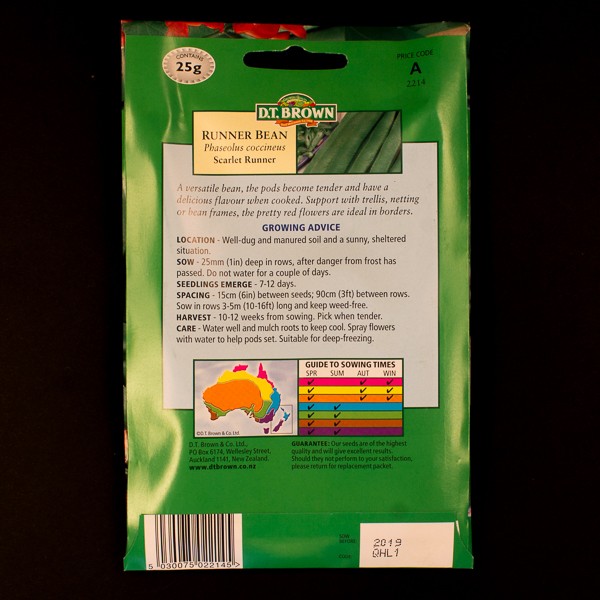 CONTAINS
25g
PRICE CODE
A
2214
D.T. BROWN
RUNNER BEAN
Phaseolus coccineus
Scarlet Runner
A versatile bean, the pods become tender and have a
delicious flavour when cooked. Support with trellis, netting
or bean frames, the pretty red flowers are ideal in borders.
GROWING ADVICE
LOCATION - Well-dug and manured soil and a sunny, sheltered
situation.
SOW - 25mm (1in) deep in rows, after danger from frost has
passed. Do not water for a couple of days.
SEEDLINGS EMERGE - 7-12 days.
SPACING - 15cm (6in) between seeds; 90cm (3ft) between rows.
Sow in rows 3-5m (10-16ft) long and keep weed-free.
HARVEST - 10-12 weeks from sowing. Pick when tender.
CARE - Water well and mulch roots to keep cool. Spray flowers
with water to help pods set. Suitable for deep-freezing.
GUIDE TO SOWING TIMES
SPR SUM AUT WIN
©D.T. Brown & Co. Ltd.
D.T. Brown & Co. Ltd.,
PO Box 8174, Wellesley Street,
Auckland 1141, New Zealand.
www.dtbrown.co.nz
GUARANTEE: Our seeds are of the highest
quality and will give excellent results.
Should they not perform to your satisfaction,
please return for replacement packet.
SOW
BEFORE
2019
QHL1
5 030075 022145 >